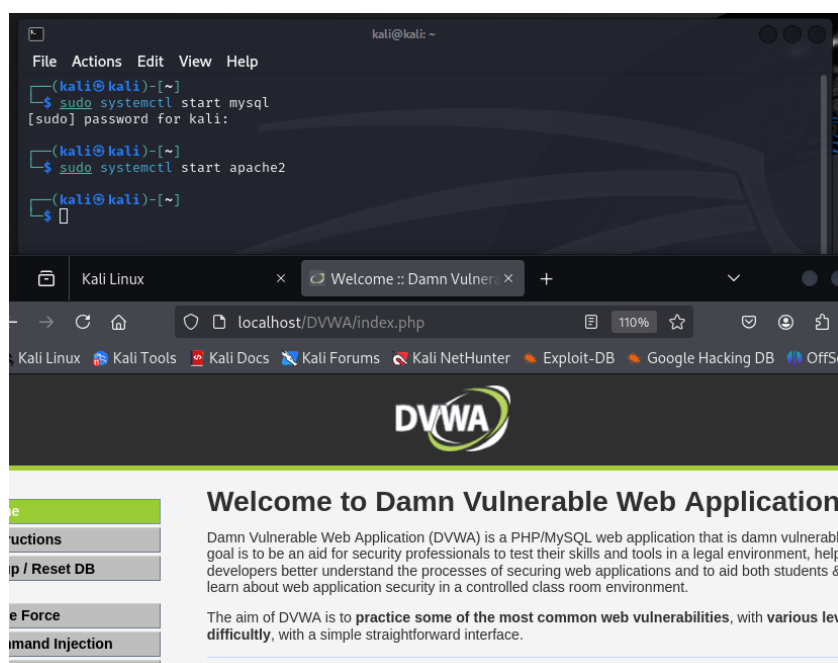 kali@kali: ~
File Actions Edit View Help
(kali㉿kali)-[~]
$ sudo systemctl start mysql
[sudo] password for kali:
(kali㉿kali)-[~]
$ sudo systemctl start apache2
(kali㉿kali)-[~]
$
Kali Linux × Welcome :: Damn Vulnera × +
localhost/DVWA/index.php 110%
Kali Linux Kali Tools Kali Docs Kali Forums Kali NetHunter Exploit-DB Google Hacking DB OffS
DVWA
Welcome to Damn Vulnerable Web Application
Damn Vulnerable Web Application (DVWA) is a PHP/MySQL web application that is damn vulnerabl
goal is to be an aid for security professionals to test their skills and tools in a legal environment, help
developers better understand the processes of securing web applications and to aid both students &
learn about web application security in a controlled class room environment.
The aim of DVWA is to practice some of the most common web vulnerabilities, with various lev
difficultly, with a simple straightforward interface.
ructions
p / Reset DB
e Force
mand Injection